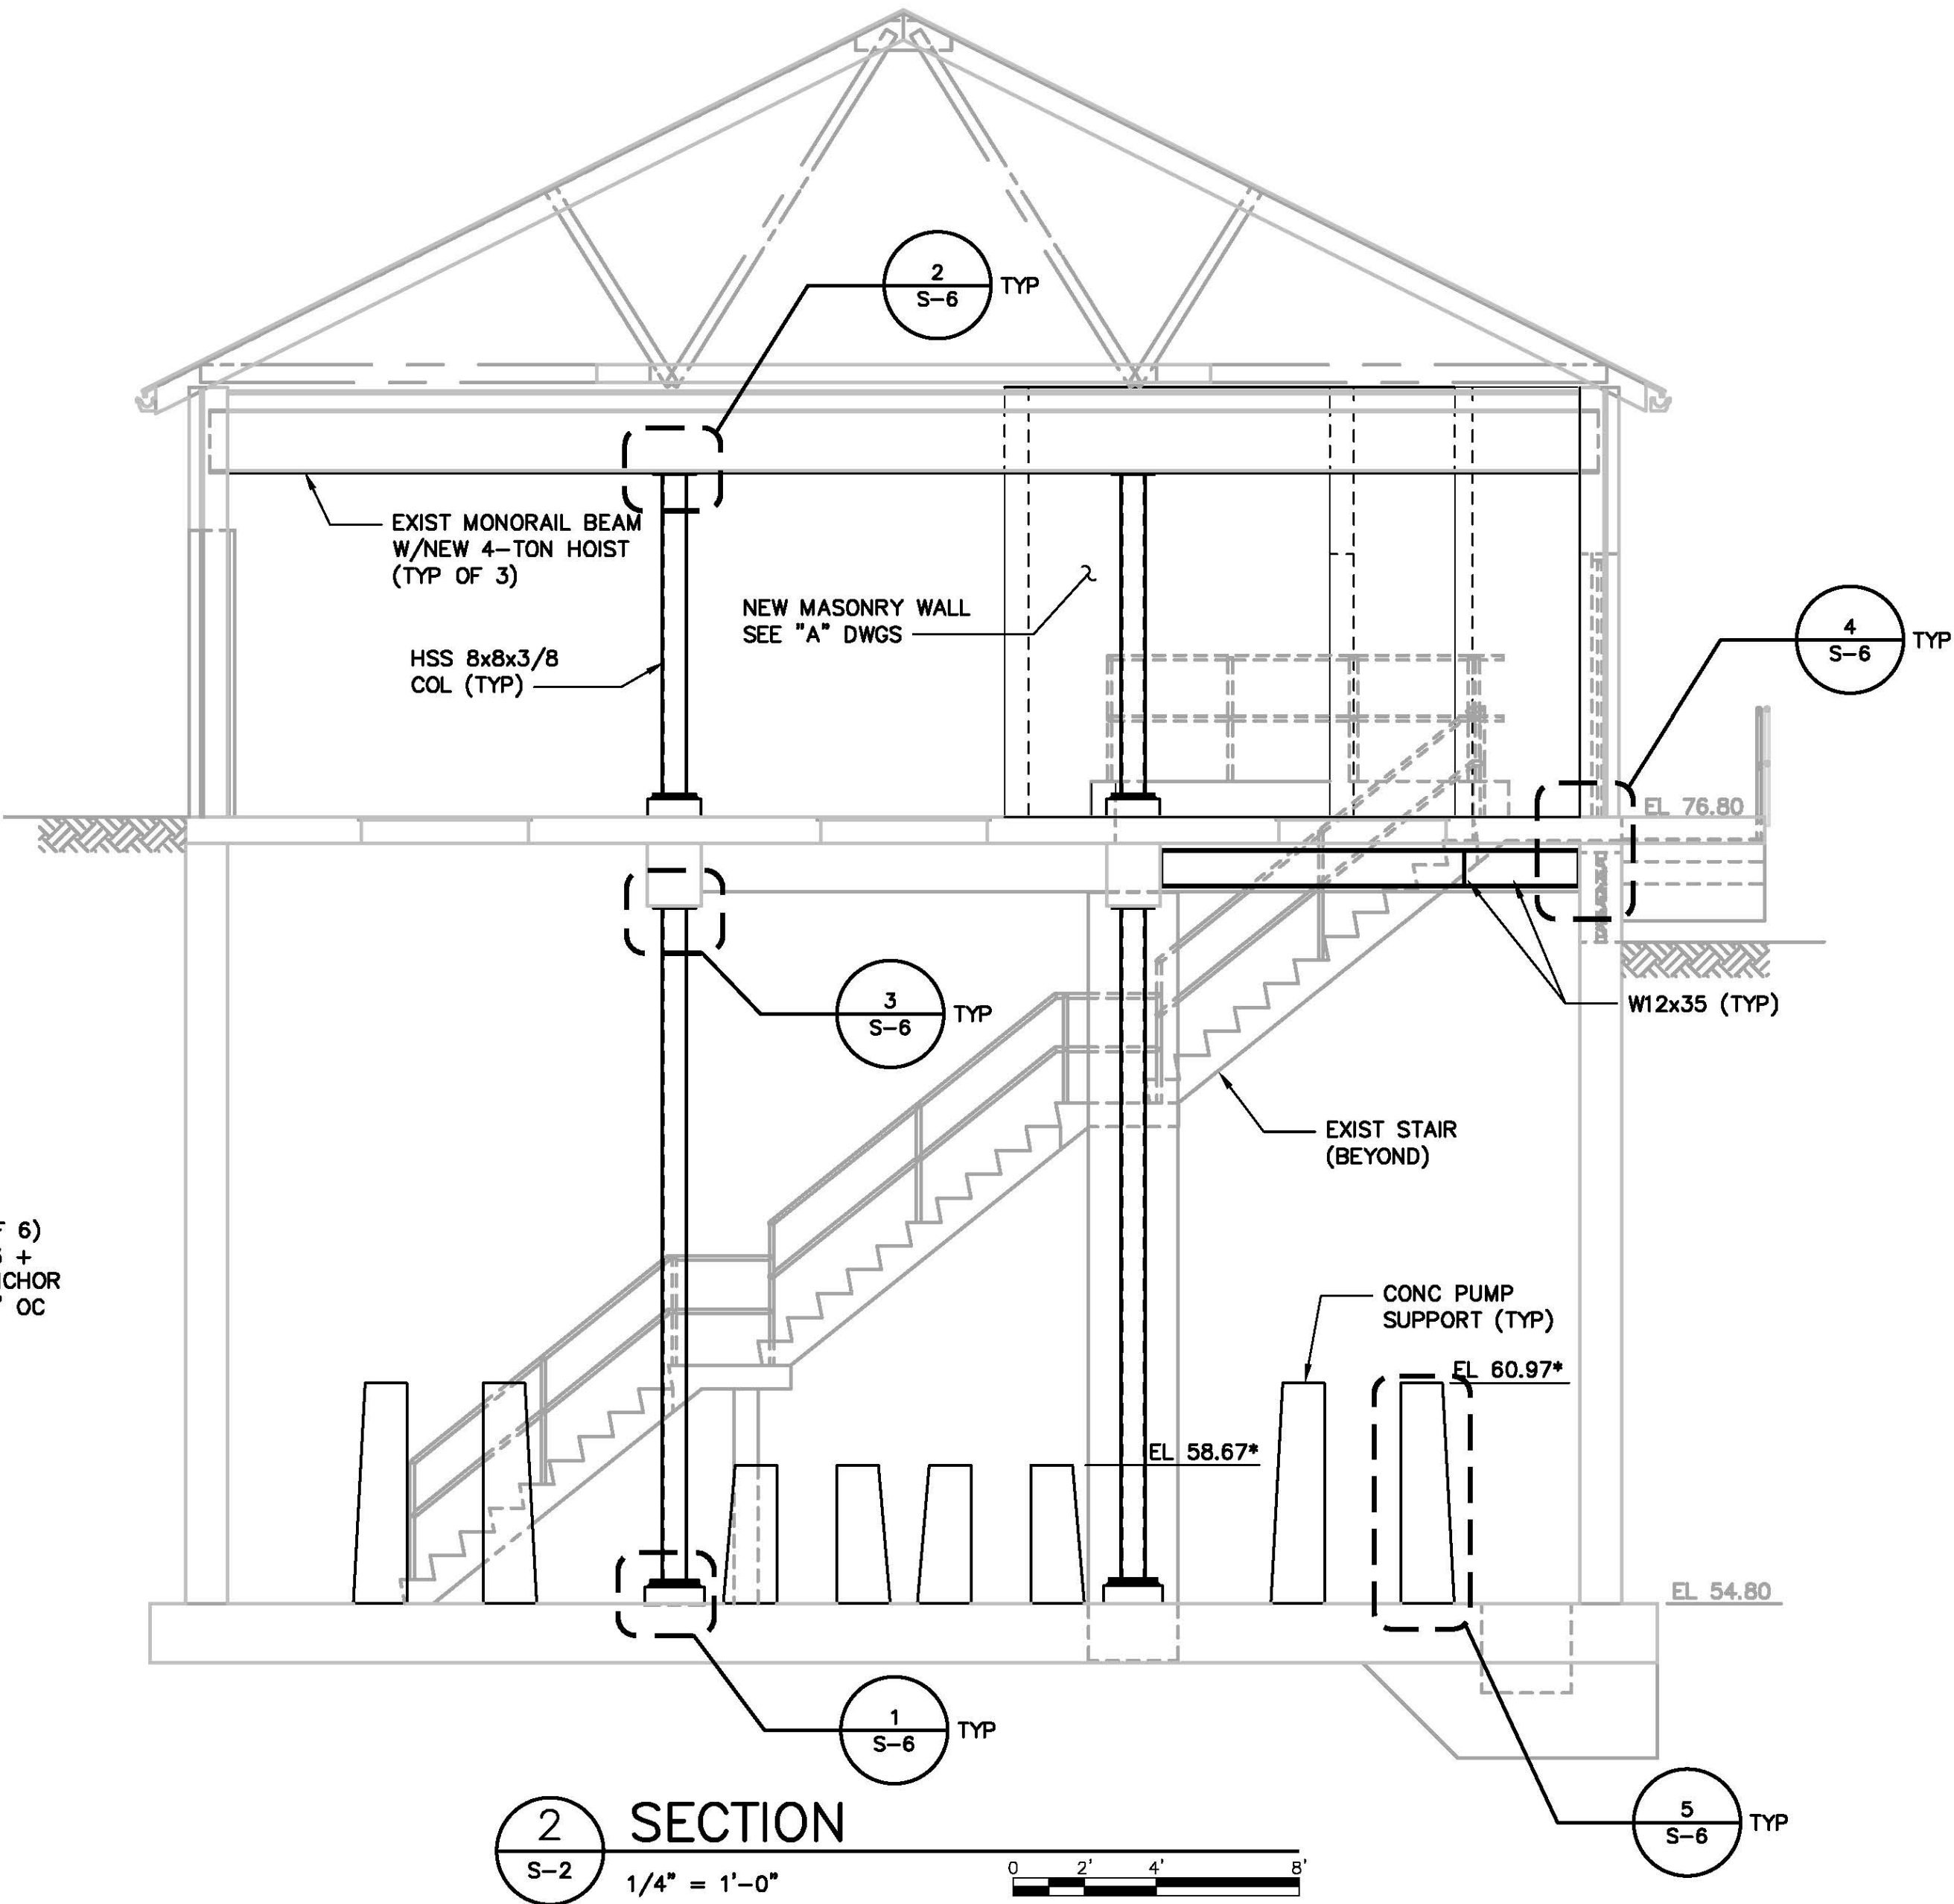 2
S-6
TYP
EXIST MONORAIL BEAM
W/NEW 4-TON HOIST
(TYP OF 3)
NEW MASONRY WALL
SEE "A" DWGS
HSS 8x8x3/8
COL (TYP)
4
S-6
TYP
EL 76.80
W12x35 (TYP)
3
S-6
TYP
EXIST STAIR
(BEYOND)
6)
+
OC
CONC PUMP
SUPPORT (TYP)
EL 60.97*
EL 58.67*
EL 54.80
1
S-6
TYP
5
S-6
TYP
2
S-2
SECTION
1/4" = 1'-0"
0 2' 4' 8'